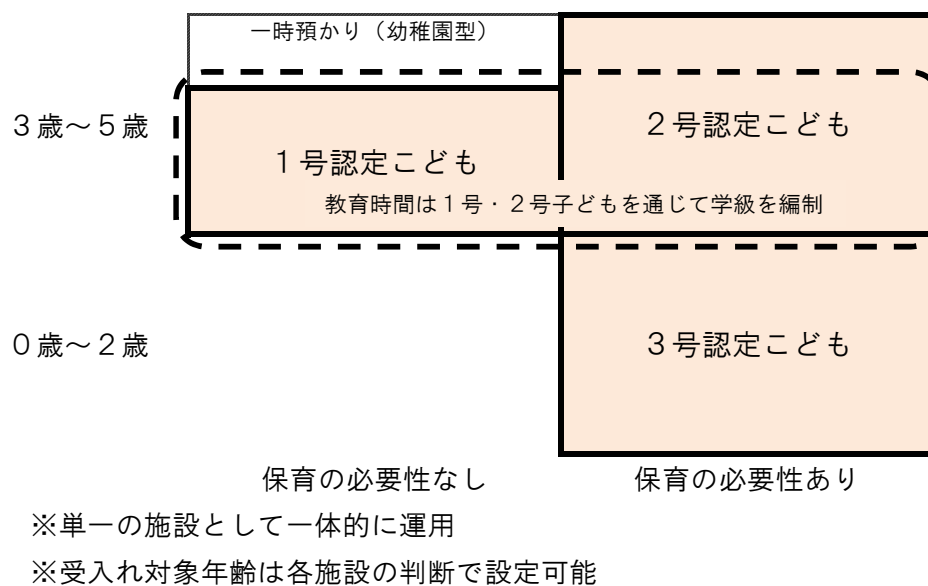 一時預かり（幼稚園型）
３歳～５歳
２号認定こども
１号認定こども
教育時間は１号・２号子どもを通じて学級を編制
０歳～２歳
３号認定こども
保育の必要性なし
保育の必要性あり
※単一の施設として一体的に運用
※受入れ対象年齢は各施設の判断で設定可能